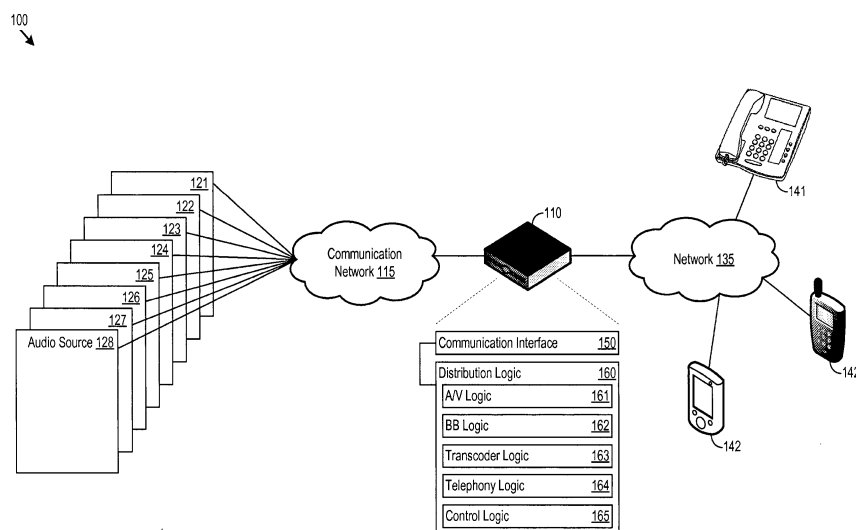 100
121
122
123
124
125
126
127
Audio Source 128
Communication
Network 115
110
Network 135
141
142
142
Communication Interface 150
Distribution Logic 160
A/V Logic 161
BB Logic 162
Transcoder Logic 163
Telephony Logic 164
Control Logic 165